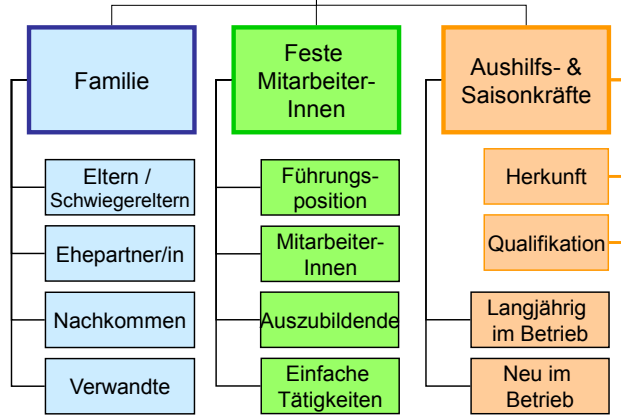 Familie
Eltern /
Schwiegereltern
Ehepartner/in
Nachkommen
Verwandte
Feste
Mitarbeiter-
Innen
Führungs-
position
Mitarbeiter-
Innen
Auszubildende
Einfache
Tätigkeiten
Aushilfs- &
Saisonkräfte
Herkunft
Qualifikation
Langjährig
im Betrieb
Neu im
Betrieb